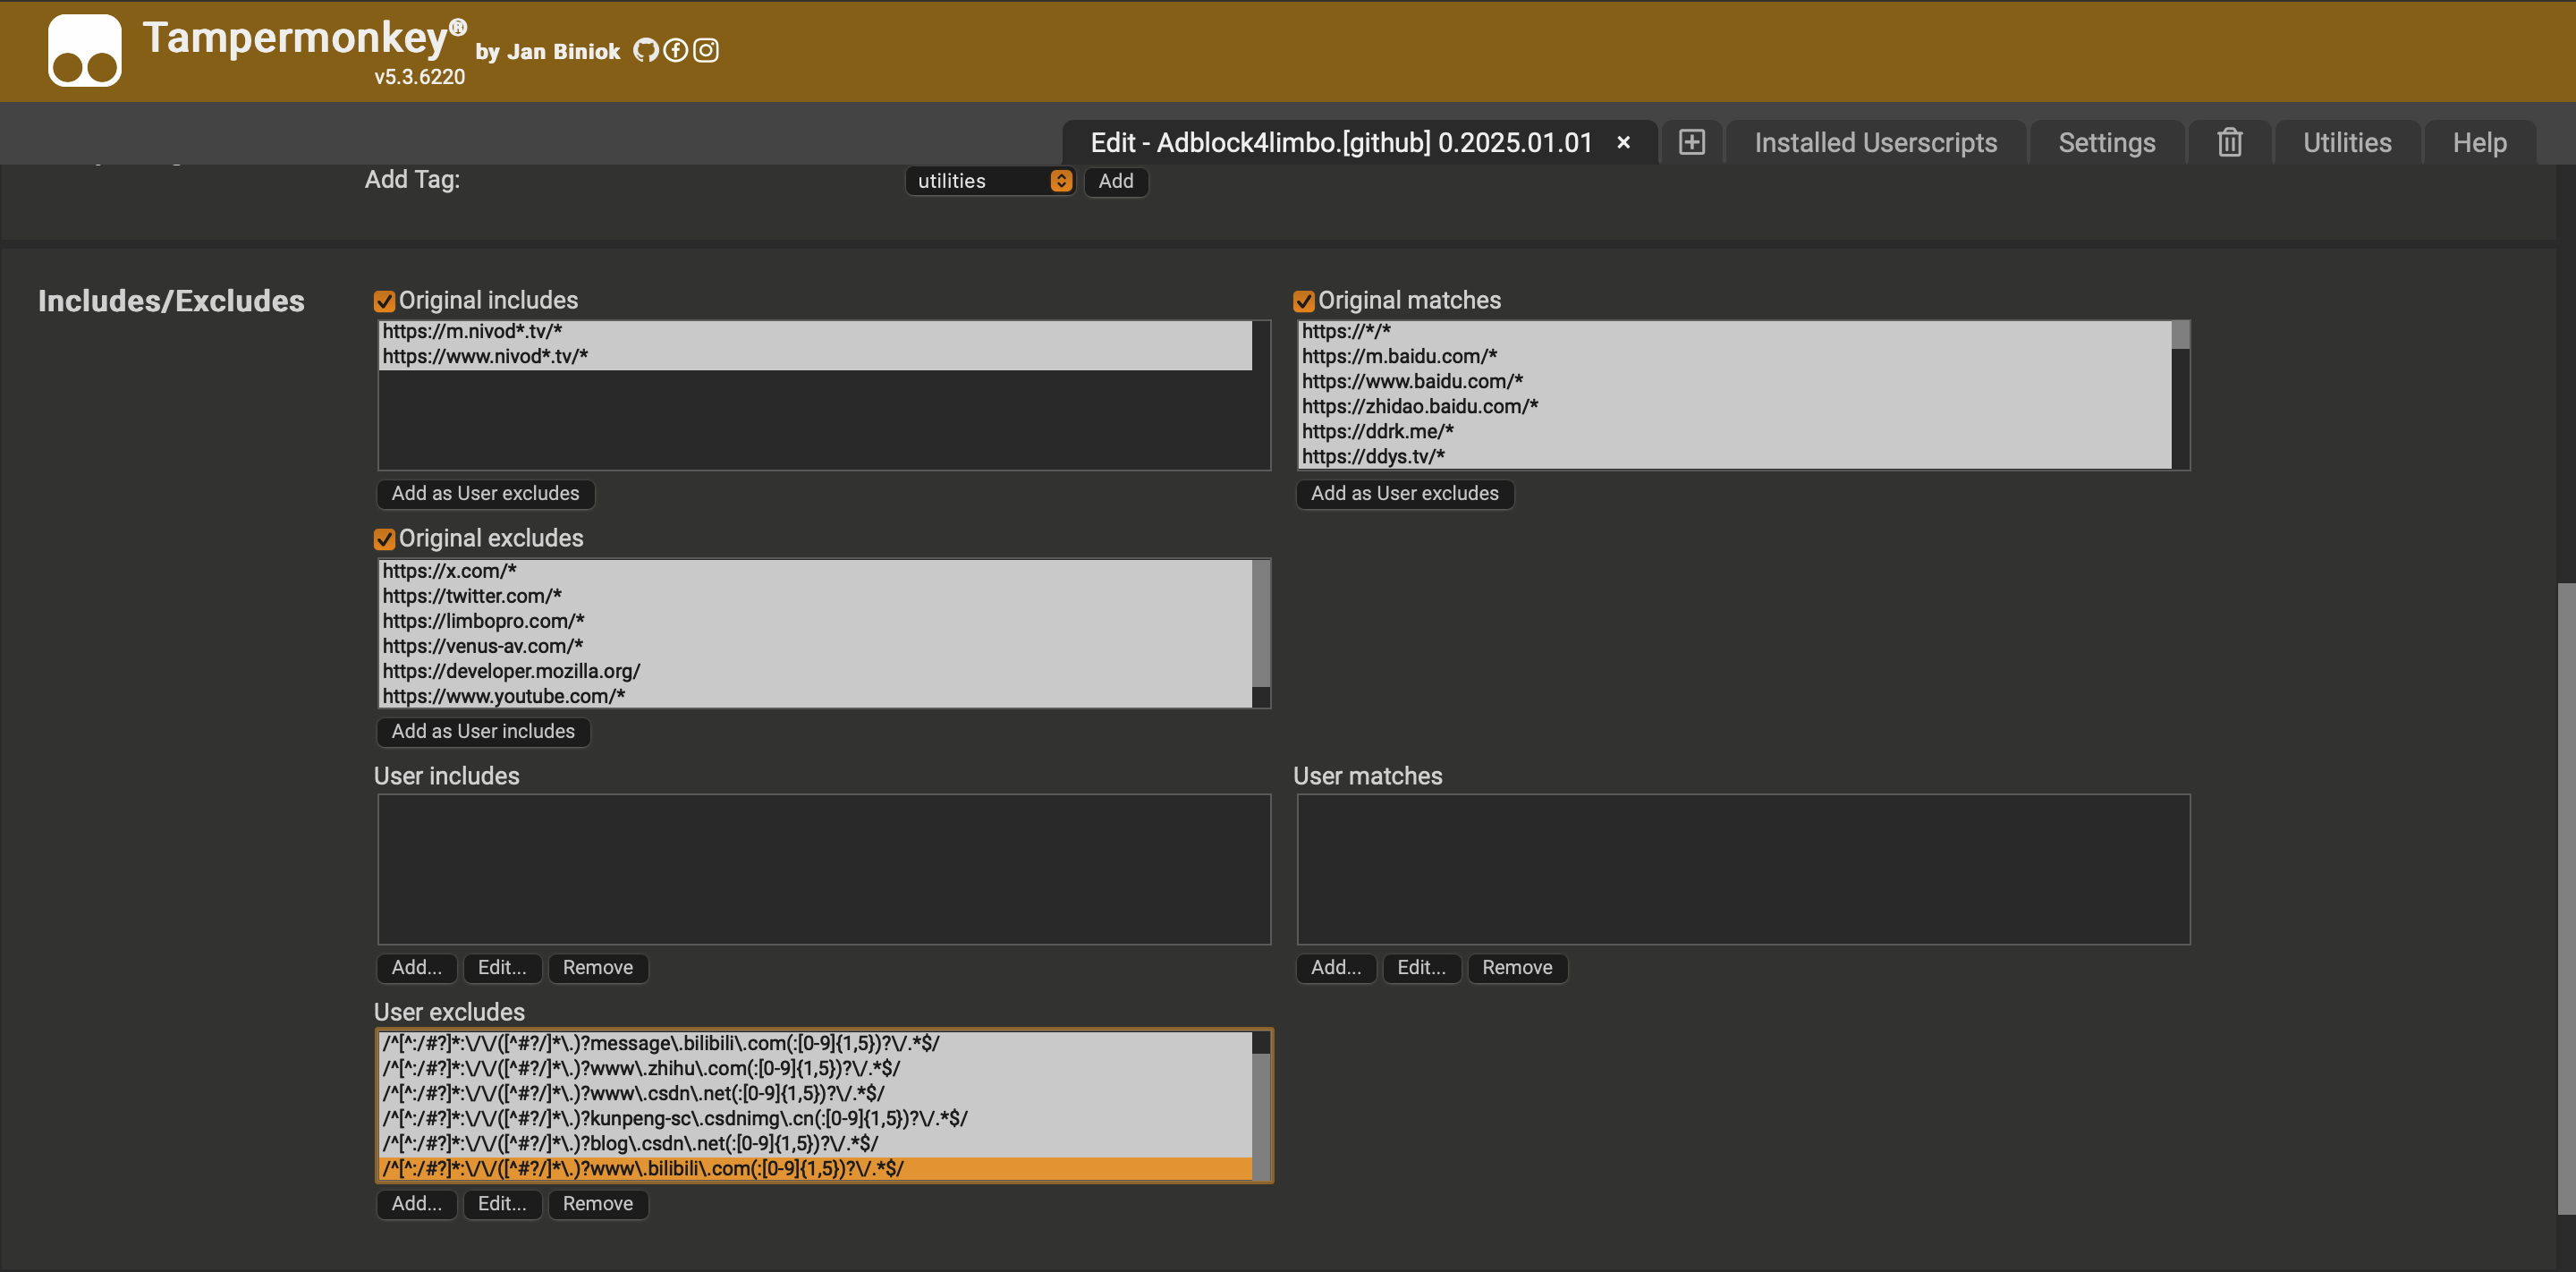 Tampermonkey® by Jan Biniok
v5.3.6220
Edit - Adblock4limbo.[github] 0.2025.01.01 ×
Installed Userscripts
Settings
Utilities
Help
Add Tag:
utilities
Add
Includes/Excludes
Original includes
https://m.nivod*.tv/*
https://www.nivod*.tv/*
Add as User excludes
Original matches
https://*/*
https://m.baidu.com/*
https://www.baidu.com/*
https://zhidao.baidu.com/*
https://ddrk.me/*
https://ddys.tv/*
Add as User excludes
Original excludes
https://x.com/*
https://twitter.com/*
https://limbopro.com/*
https://venus-av.com/*
https://developer.mozilla.org/
https://www.youtube.com/*
Add as User includes
User includes
Add... Edit... Remove
User matches
Add... Edit... Remove
User excludes
/^[^:/#?]*:\/\/([^#?/]*\.)?message\.bilibili\.com(:[0-9]{1,5})?\/.*$/
/^[^:/#?]*:\/\/([^#?/]*\.)?www\.zhihu\.com(:[0-9]{1,5})?\/.*$/
/^[^:/#?]*:\/\/([^#?/]*\.)?www\.csdn\.net(:[0-9]{1,5})?\/.*$/
/^[^:/#?]*:\/\/([^#?/]*\.)?kunpeng-sc\.csdnimg\.cn(:[0-9]{1,5})?\/.*$/
/^[^:/#?]*:\/\/([^#?/]*\.)?blog\.csdn\.net(:[0-9]{1,5})?\/.*$/
/^[^:/#?]*:\/\/([^#?/]*\.)?www\.bilibili\.com(:[0-9]{1,5})?\/.*$/
Add... Edit... Remove